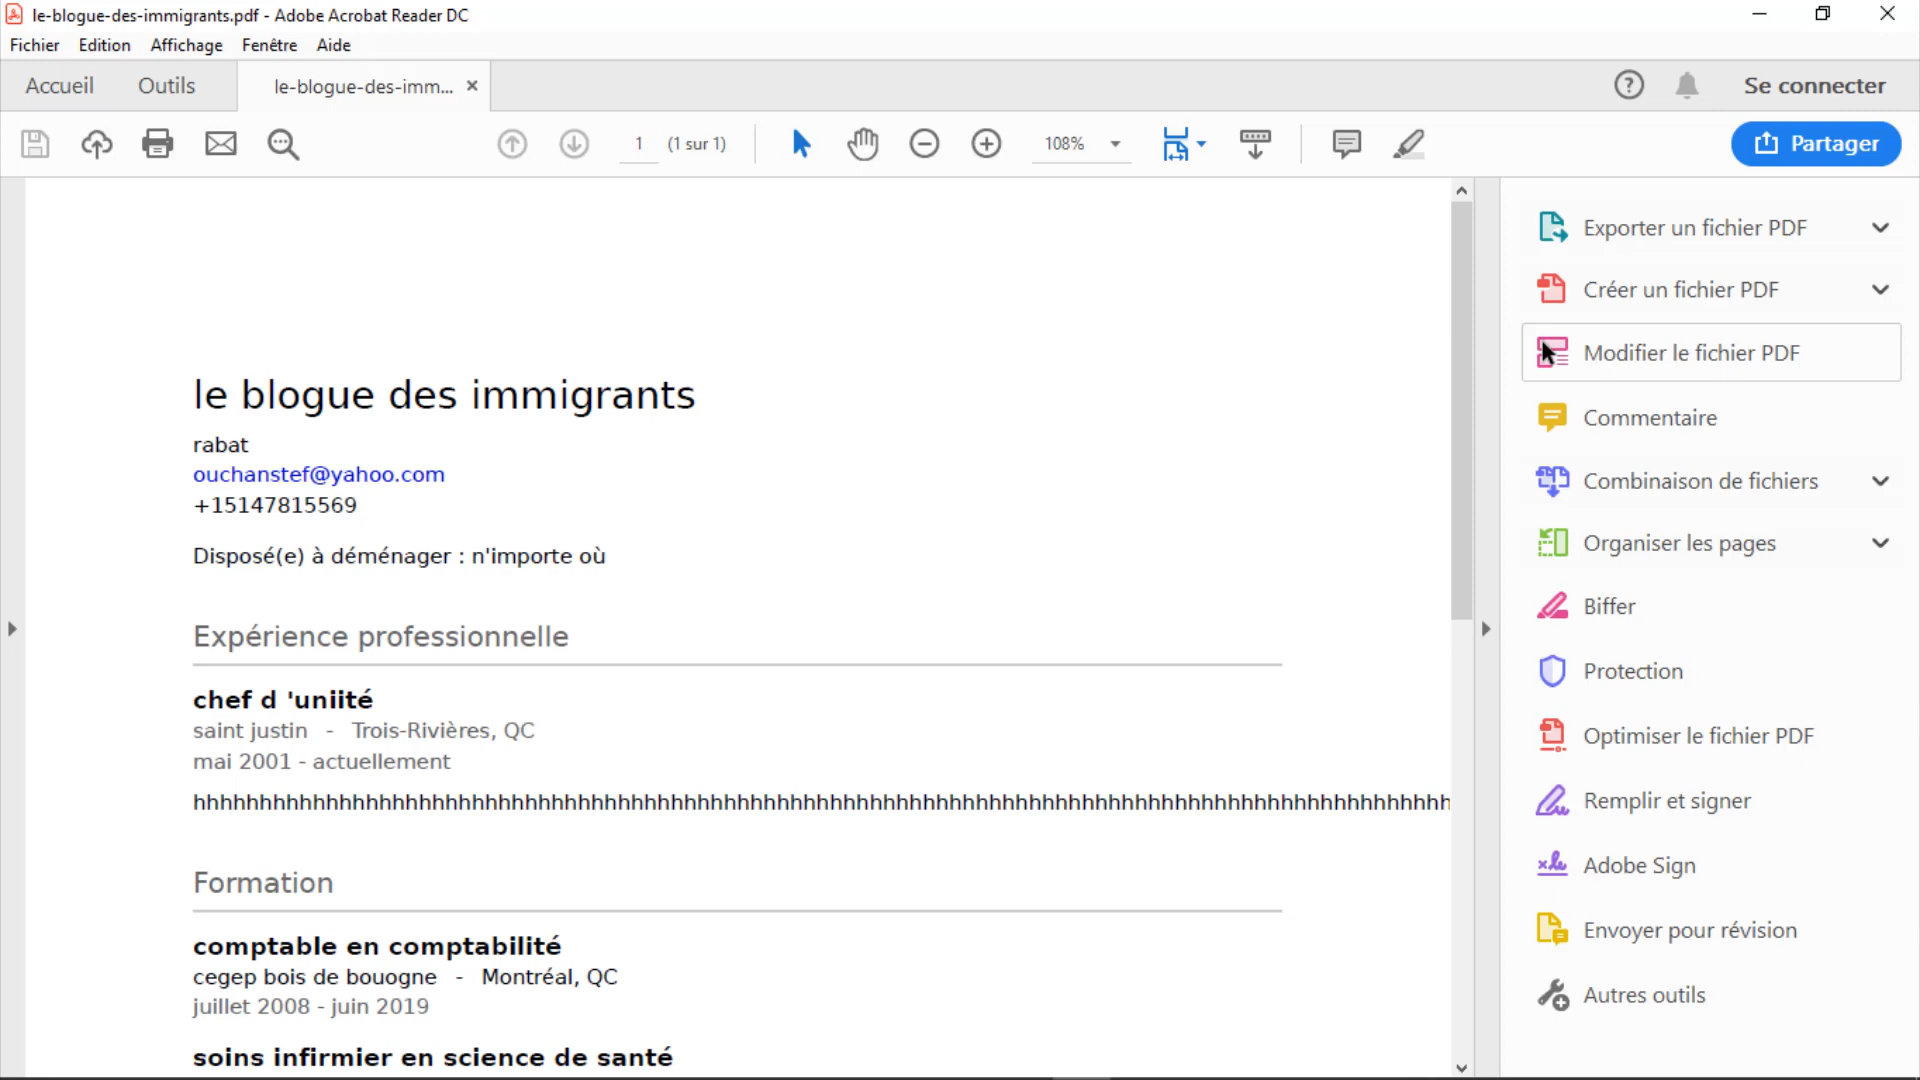 le-blogue-des-immigrants.pdf - Adobe Acrobat Reader DC
Fichier Edition Affichage Fenêtre Aide
Accueil Outils le-blogue-des-imm... × Se connecter
1 (1 sur 1) 108% Partager
Exporter un fichier PDF
Créer un fichier PDF
Modifier le fichier PDF
Commentaire
Combinaison de fichiers
Organiser les pages
Biffer
Protection
Optimiser le fichier PDF
Remplir et signer
Adobe Sign
Envoyer pour révision
Autres outils
le blogue des immigrants
rabat
ouchanstef@yahoo.com
+15147815569
Disposé(e) à déménager : n'importe où
Expérience professionnelle
chef d 'uniité
saint justin - Trois-Rivières, QC
mai 2001 - actuellement
hhhhhhhhhhhhhhhhhhhhhhhhhhhhhhhhhhhhhhhhhhhhhhhhhhhhhhhhhhhhhhhhhhhhhhhhhhhhhhhhhhhhhhhhhhhhhhh
Formation
comptable en comptabilité
cegep bois de bouogne - Montréal, QC
juillet 2008 - juin 2019
soins infirmier en science de santé